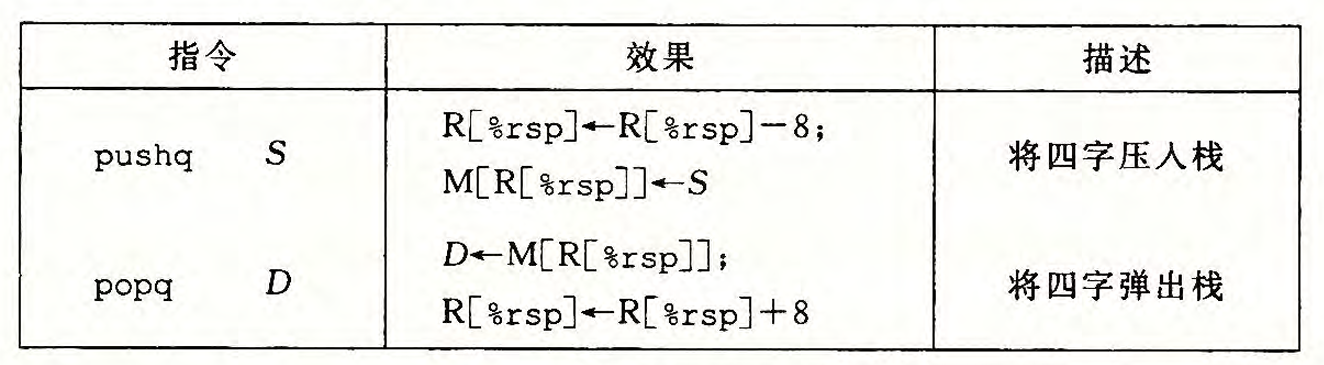 指令 效果 描述
pushq S R[%rsp]←R[%rsp]-8; 将四字压入栈
M[R[%rsp]]←S
popq D D←M[R[%rsp]]; 将四字弹出栈
R[%rsp]←R[%rsp]+8